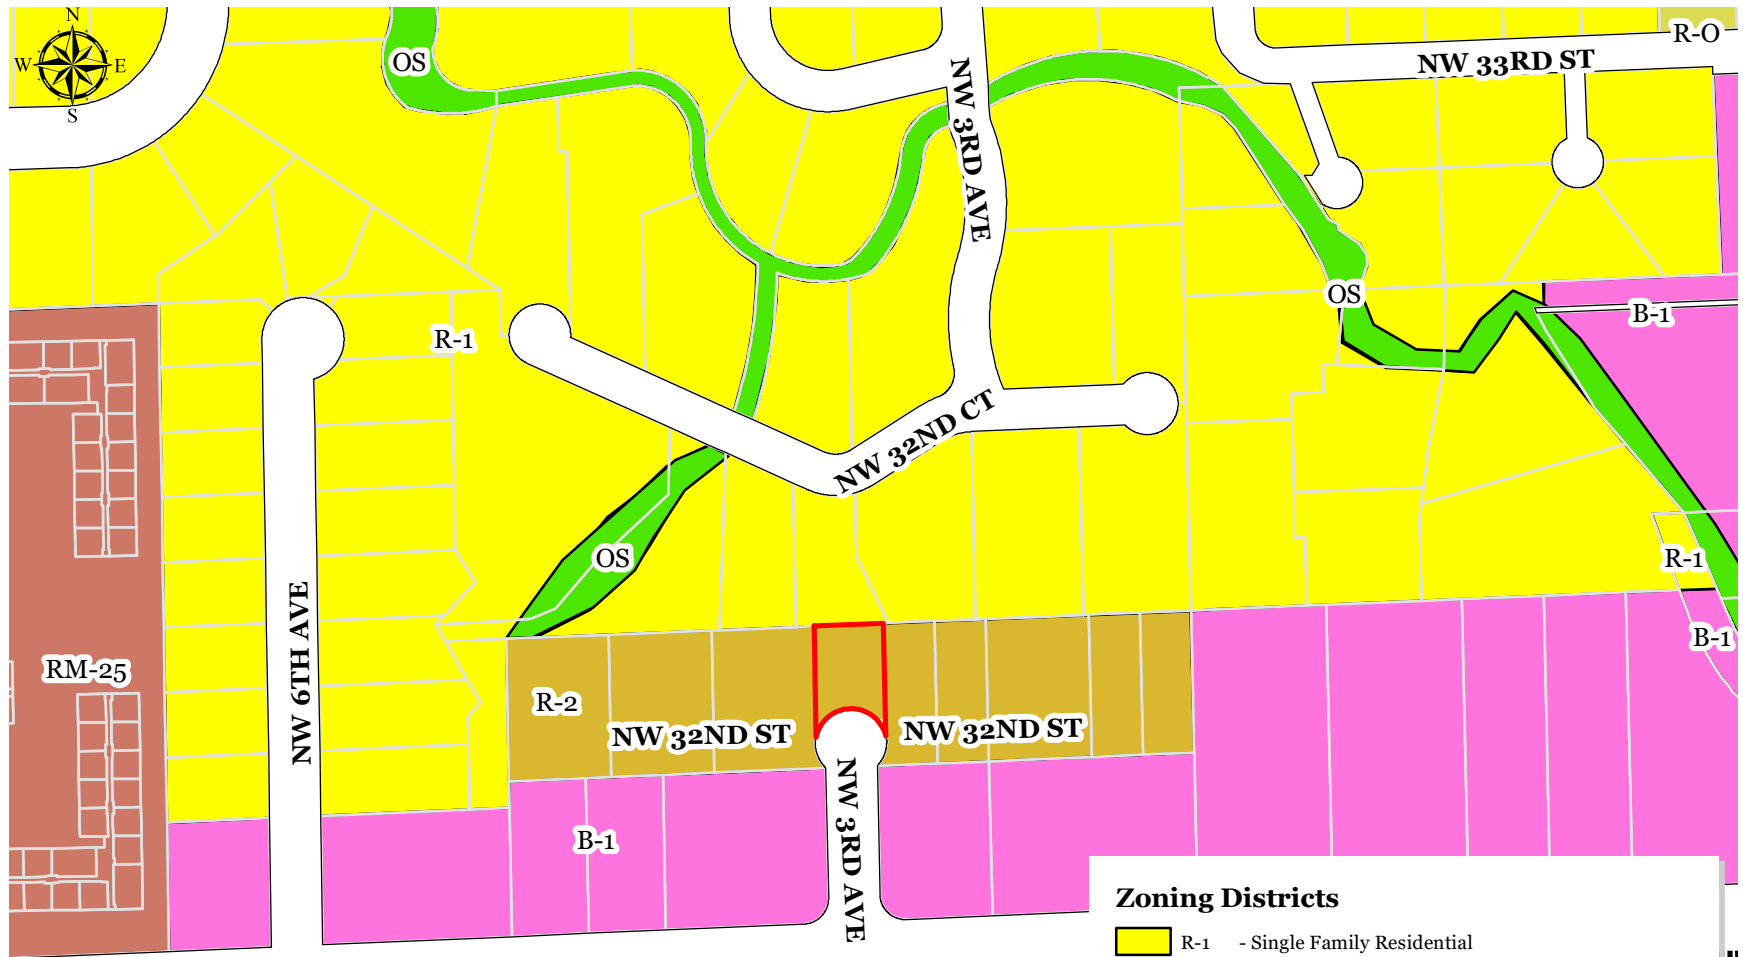 N
W E
S
OS
R-O
NW 33RD ST
NW 3RD AVE
OS
B-1
R-1
NW 32ND CT
OS
R-1
NW 6TH AVE
B-1
RM-25
R-2
NW 32ND ST
NW 32ND ST
NW 3RD AVE
B-1
Zoning Districts
R-1 - Single Family Residential